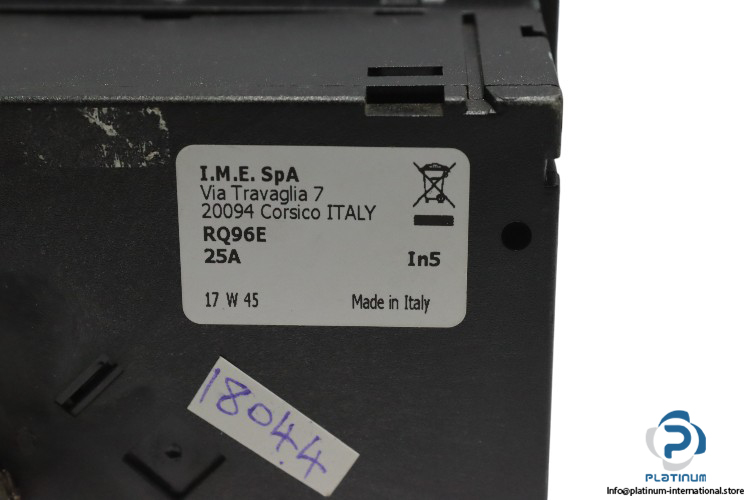 I.M.E. SpA
Via Travaglia 7
20094 Corsico ITALY
RQ96E
25A In5
17 W 45 Made in Italy
18044
PLATINUM
Info@platinum-international.store